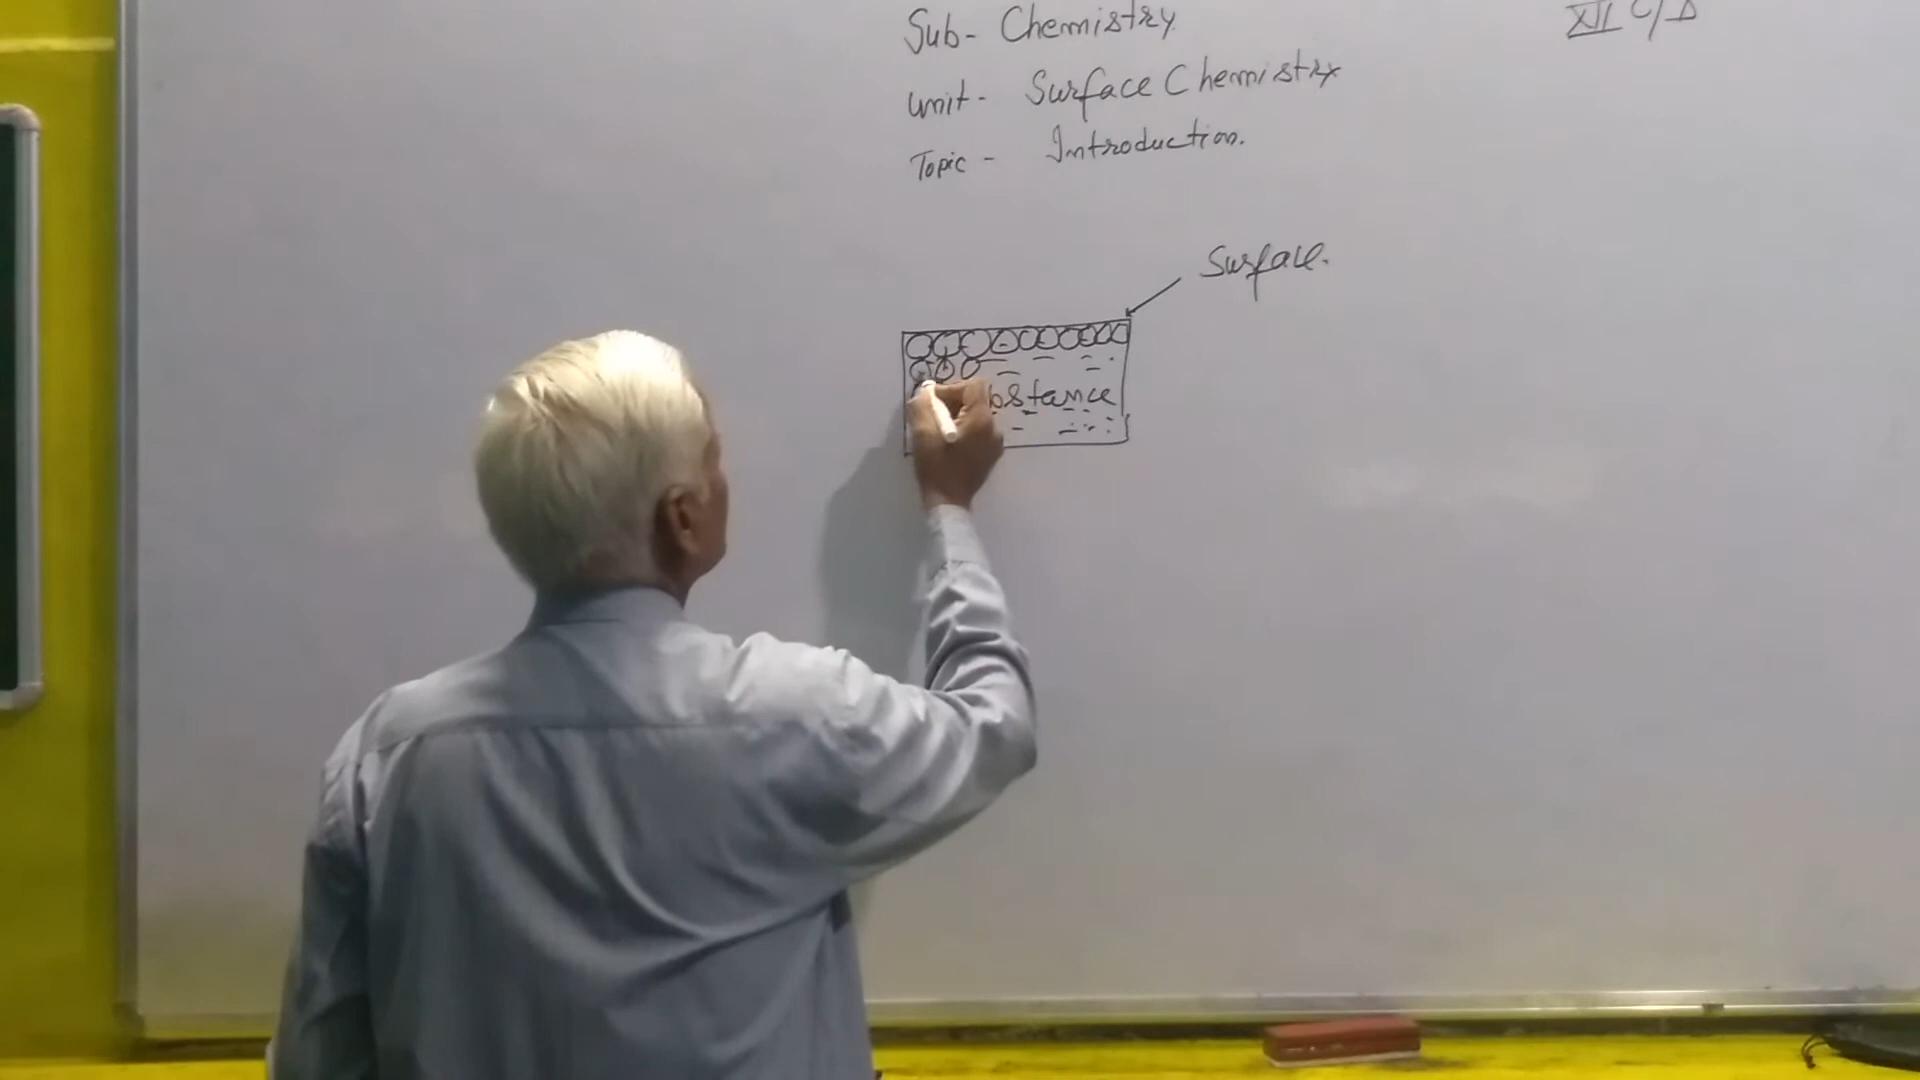 Sub- Chemistry.
XII C/D
Unit- Surface Chemistry
Topic - Introduction.
Surface.
bstance